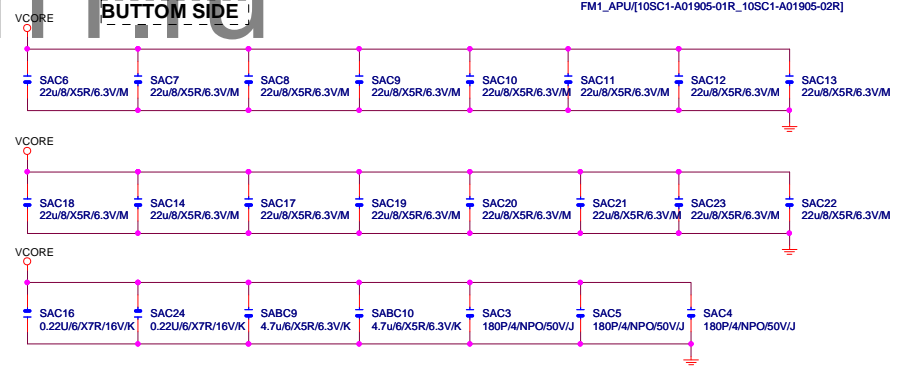 BUTTOM SIDE
FM1_APU/[10SC1-A01905-01R_10SC1-A01905-02R]
VCORE
SAC6 SAC7 SAC8 SAC9 SAC10 SAC11 SAC12 SAC13
22u/8/X5R/6.3V/M 22u/8/X5R/6.3V/M 22u/8/X5R/6.3V/M 22u/8/X5R/6.3V/M 22u/8/X5R/6.3V/M 22u/8/X5R/6.3V/M 22u/8/X5R/6.3V/M 22u/8/X5R/6.3V/M
VCORE
SAC18 SAC14 SAC17 SAC19 SAC20 SAC21 SAC23 SAC22
22u/8/X5R/6.3V/M 22u/8/X5R/6.3V/M 22u/8/X5R/6.3V/M 22u/8/X5R/6.3V/M 22u/8/X5R/6.3V/M 22u/8/X5R/6.3V/M 22u/8/X5R/6.3V/M 22u/8/X5R/6.3V/M
VCORE
SAC16 SAC24 SABC9 SABC10 SAC3 SAC5 SAC4
0.22U/6/X7R/16V/K 0.22U/6/X7R/16V/K 4.7u/6/X5R/6.3V/K 4.7u/6/X5R/6.3V/K 180P/4/NPO/50V/J 180P/4/NPO/50V/J 180P/4/NPO/50V/J